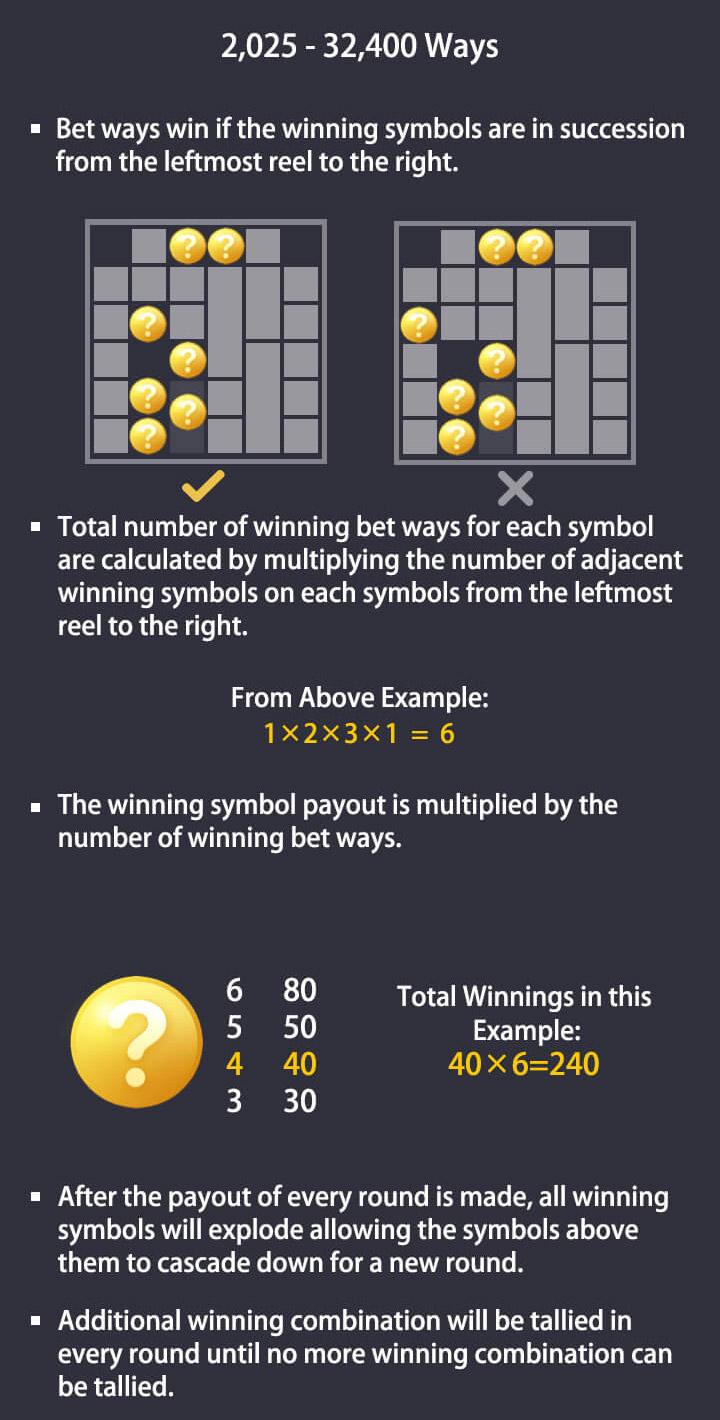 2,025 - 32,400 Ways
▪ Bet ways win if the winning symbols are in succession
from the leftmost reel to the right.
? ?
?
?
?
?
?
? ?
?
?
?
?
?
▪ Total number of winning bet ways for each symbol
are calculated by multiplying the number of adjacent
winning symbols on each symbols from the leftmost
reel to the right.
From Above Example:
1×2×3×1 = 6
▪ The winning symbol payout is multiplied by the
number of winning bet ways.
?
6 80
5 50
4 40
3 30
Total Winnings in this
Example:
40×6=240
▪ After the payout of every round is made, all winning
symbols will explode allowing the symbols above
them to cascade down for a new round.
▪ Additional winning combination will be tallied in
every round until no more winning combination can
be tallied.